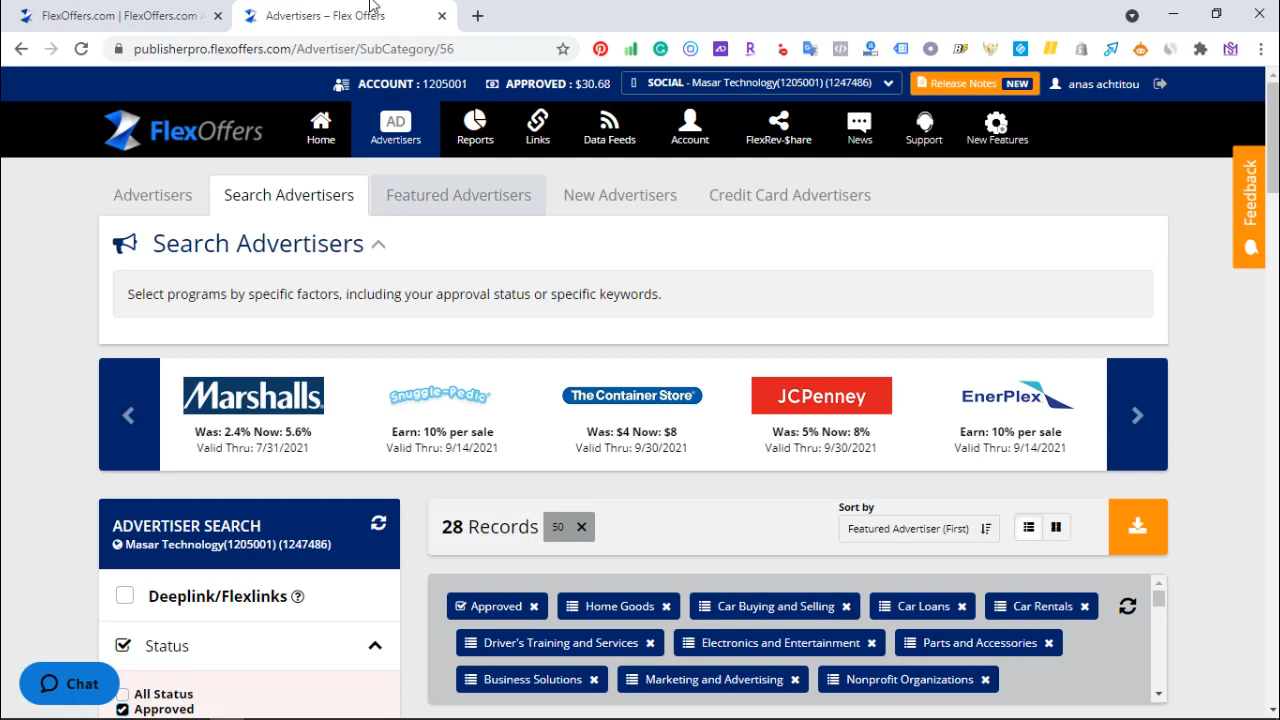 FlexOffers.com | FlexOffers.com
Advertisers – Flex Offers
publisherpro.flexoffers.com/Advertiser/SubCategory/56
ACCOUNT : 1205001
APPROVED : $30.68
SOCIAL - Masar Technology(1205001) (1247486)
Release Notes NEW
anas achtitou
FlexOffers
Home
AD
Advertisers
Reports
Links
Data Feeds
Account
FlexRev-$hare
News
Support
New Features
Feedback
Advertisers
Search Advertisers
Featured Advertisers
New Advertisers
Credit Card Advertisers
Search Advertisers
Select programs by specific factors, including your approval status or specific keywords.
Marshalls
Was: 2.4% Now: 5.6%
Valid Thru: 7/31/2021
Snuggle-Pedic
Earn: 10% per sale
Valid Thru: 9/14/2021
The Container Store
Was: $4 Now: $8
Valid Thru: 9/30/2021
JCPenney
Was: 5% Now: 8%
Valid Thru: 9/30/2021
EnerPlex
Earn: 10% per sale
Valid Thru: 9/14/2021
ADVERTISER SEARCH
Masar Technology(1205001) (1247486)
Deeplink/Flexlinks
Status
All Status
Approved
Chat
28 Records
50
Sort by
Featured Advertiser (First)
Approved
Home Goods
Car Buying and Selling
Car Loans
Car Rentals
Driver's Training and Services
Electronics and Entertainment
Parts and Accessories
Business Solutions
Marketing and Advertising
Nonprofit Organizations